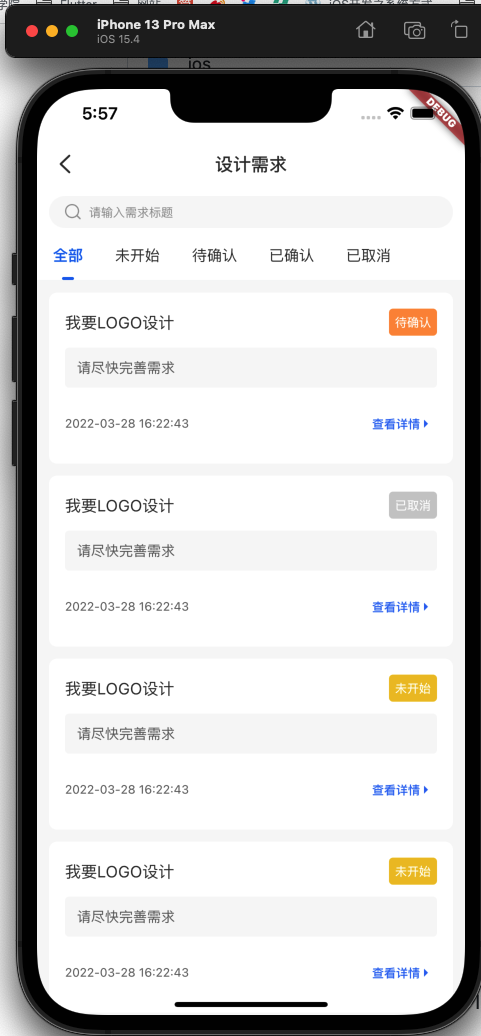 iPhone 13 Pro Max
iOS 15.4
ios
5:57
DEBUG
设计需求
请输入需求标题
全部 未开始 待确认 已确认 已取消
我要LOGO设计 待确认
请尽快完善需求
2022-03-28 16:22:43 查看详情
我要LOGO设计 已取消
请尽快完善需求
2022-03-28 16:22:43 查看详情
我要LOGO设计 未开始
请尽快完善需求
2022-03-28 16:22:43 查看详情
我要LOGO设计 未开始
请尽快完善需求
2022-03-28 16:22:43 查看详情